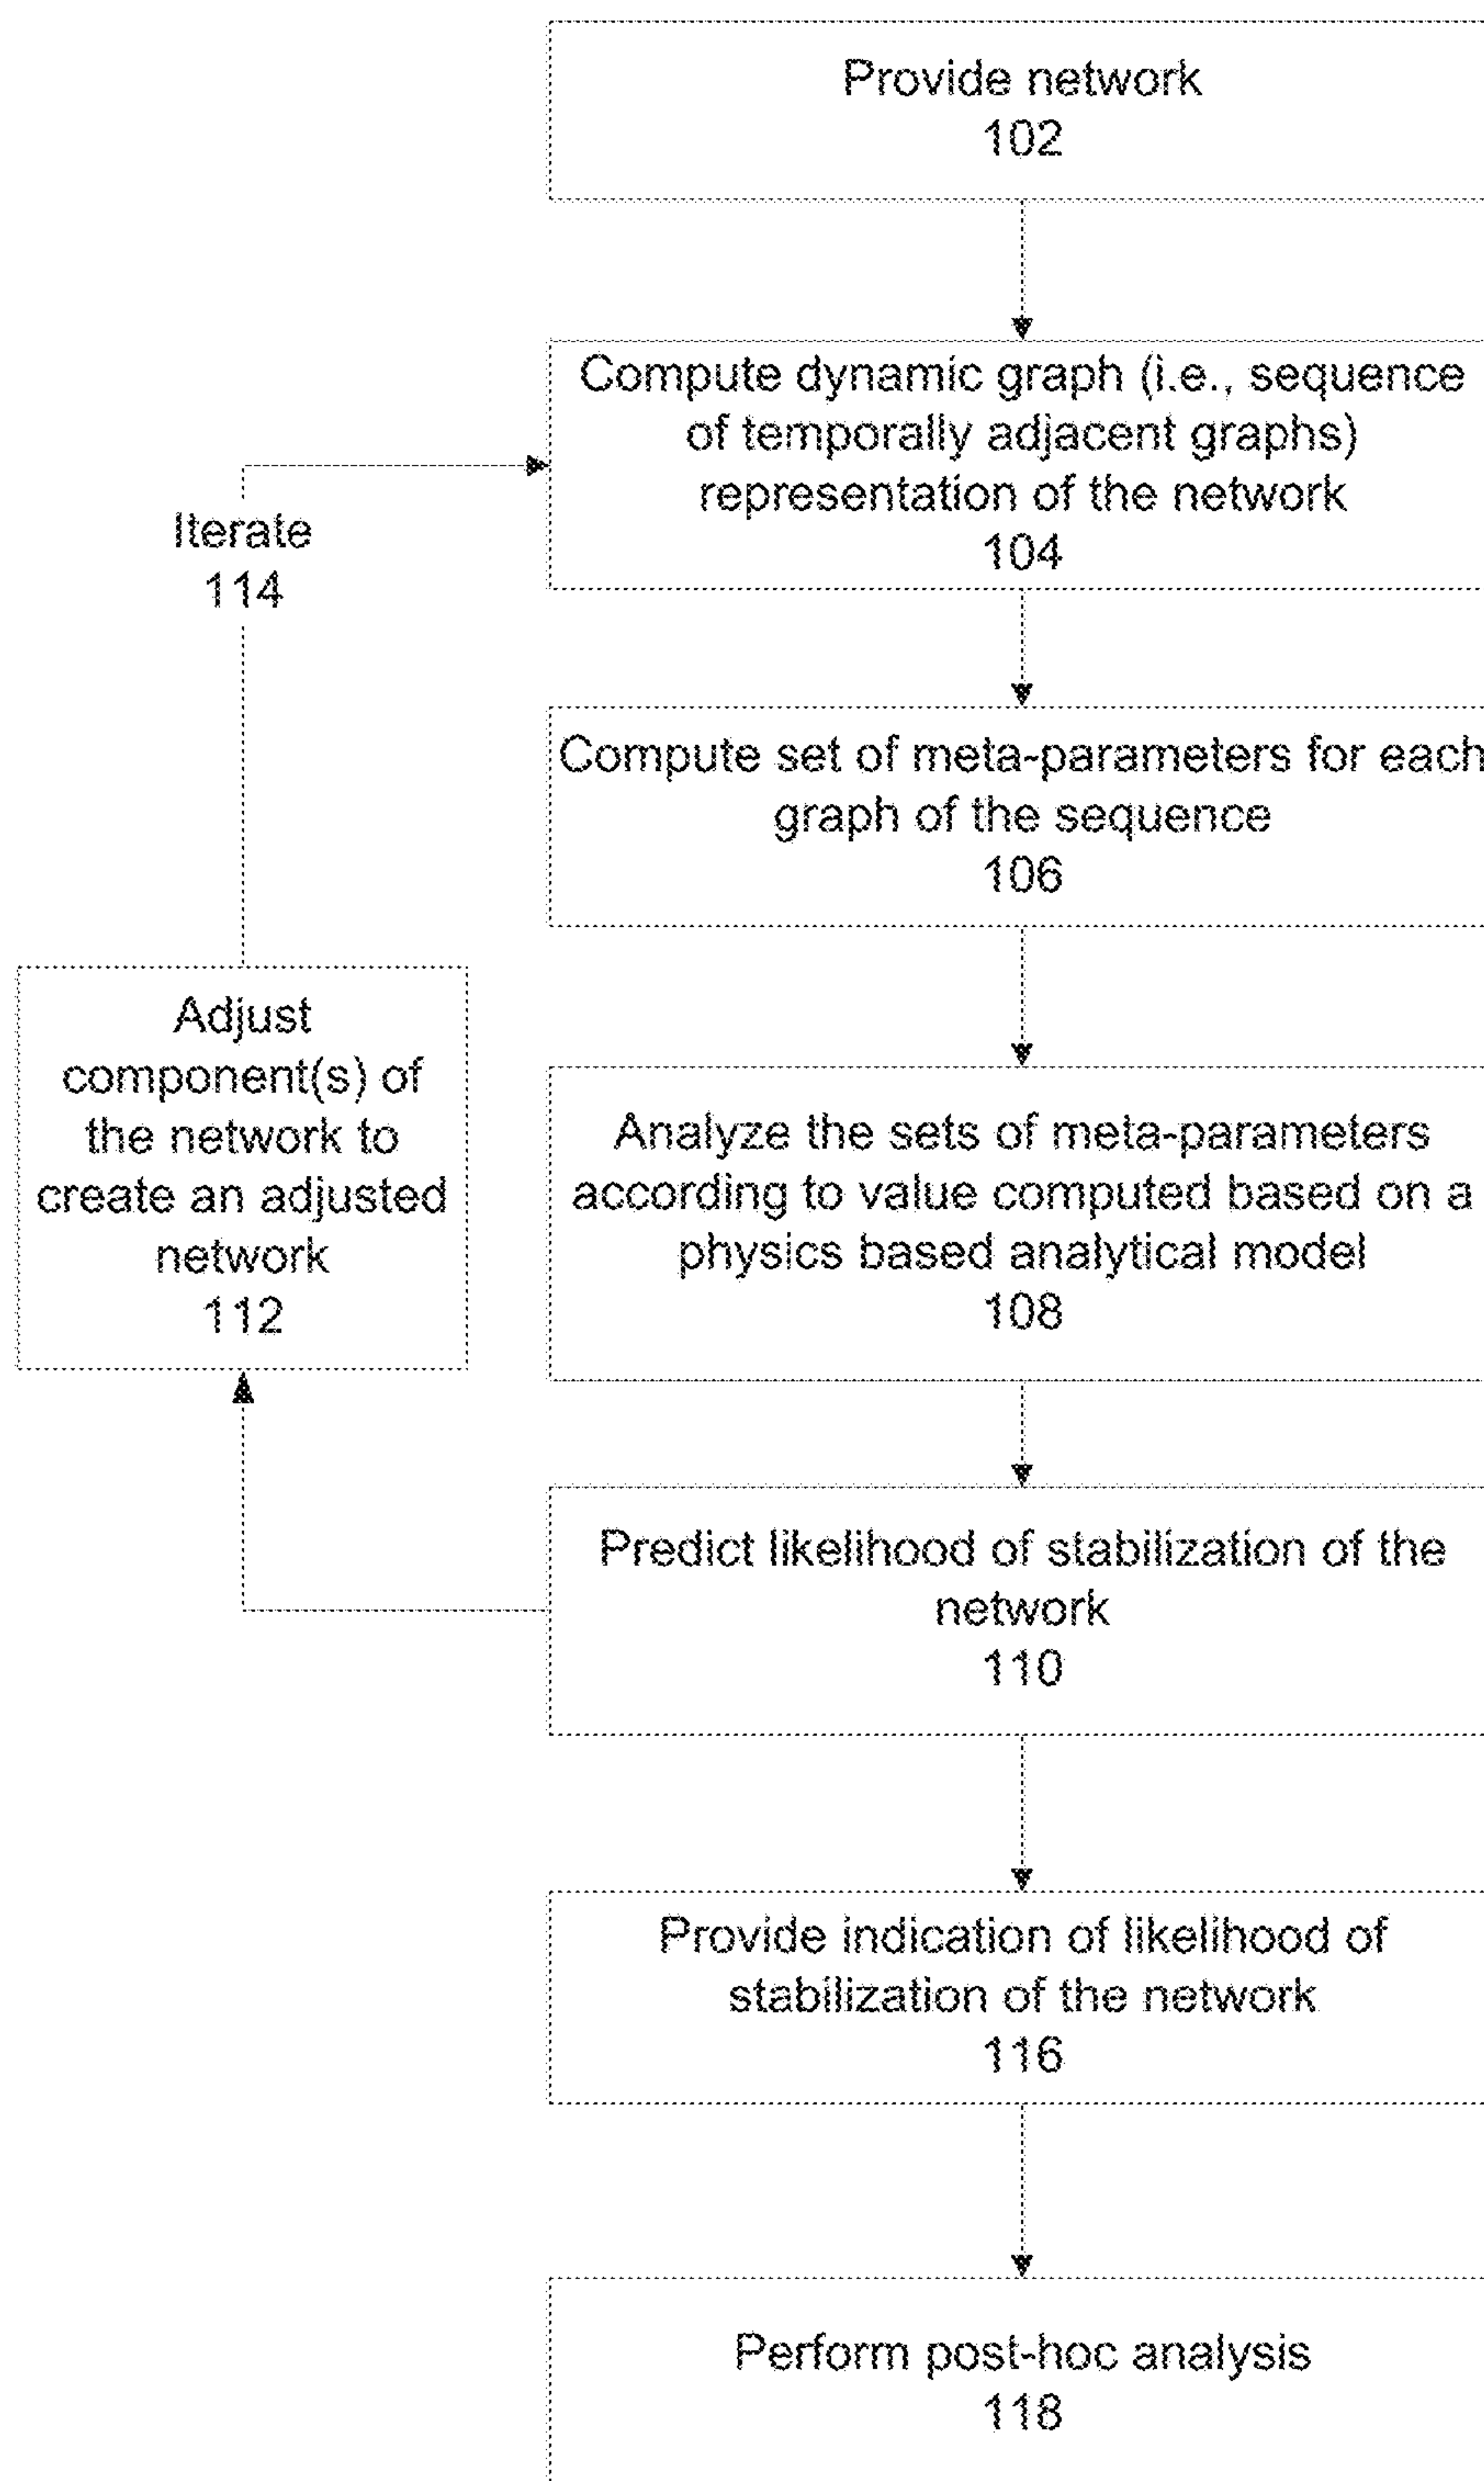 Provide network
102
Compute dynamic graph (i.e., sequence
of temporally adjacent graphs)
representation of the network
104
Iterate
114
Compute set of meta-parameters for each
graph of the sequence
106
Adjust
component(s) of
the network to
create an adjusted
network
112
Analyze the sets of meta-parameters
according to value computed based on a
physics based analytical model
108
Predict likelihood of stabilization of the
network
110
Provide indication of likelihood of
stabilization of the network
116
Perform post-hoc analysis
118